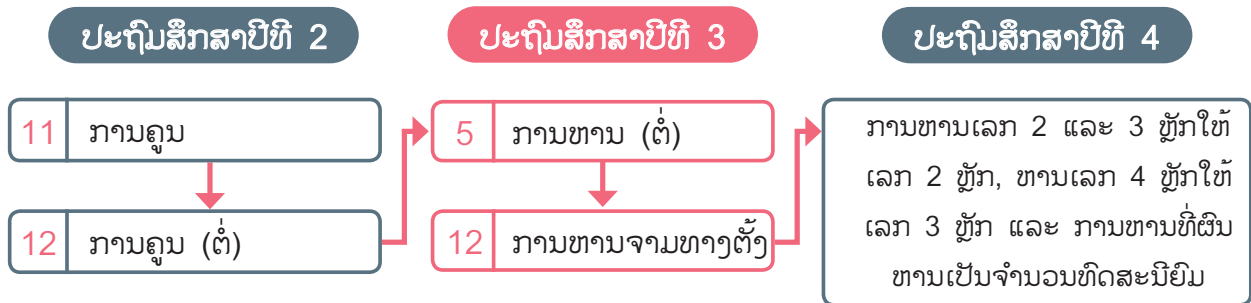 ປະຖົມສຶກສາປີທີ 2
11 ການຄູນ
12 ການຄູນ (ຕໍ່)
ປະຖົມສຶກສາປີທີ 3
5 ການຫານ (ຕໍ່)
12 ການຫານຈາມທາງຕັ້ງ
ປະຖົມສຶກສາປີທີ 4
ການຫານເລກ 2 ແລະ 3 ຫຼັກໃຫ້
ເລກ 2 ຫຼັກ, ຫານເລກ 4 ຫຼັກໃຫ້
ເລກ 3 ຫຼັກ ແລະ ການຫານທີ່ຜົນ
ຫານເປັນຈຳນວນທົດສະນິຍົມ